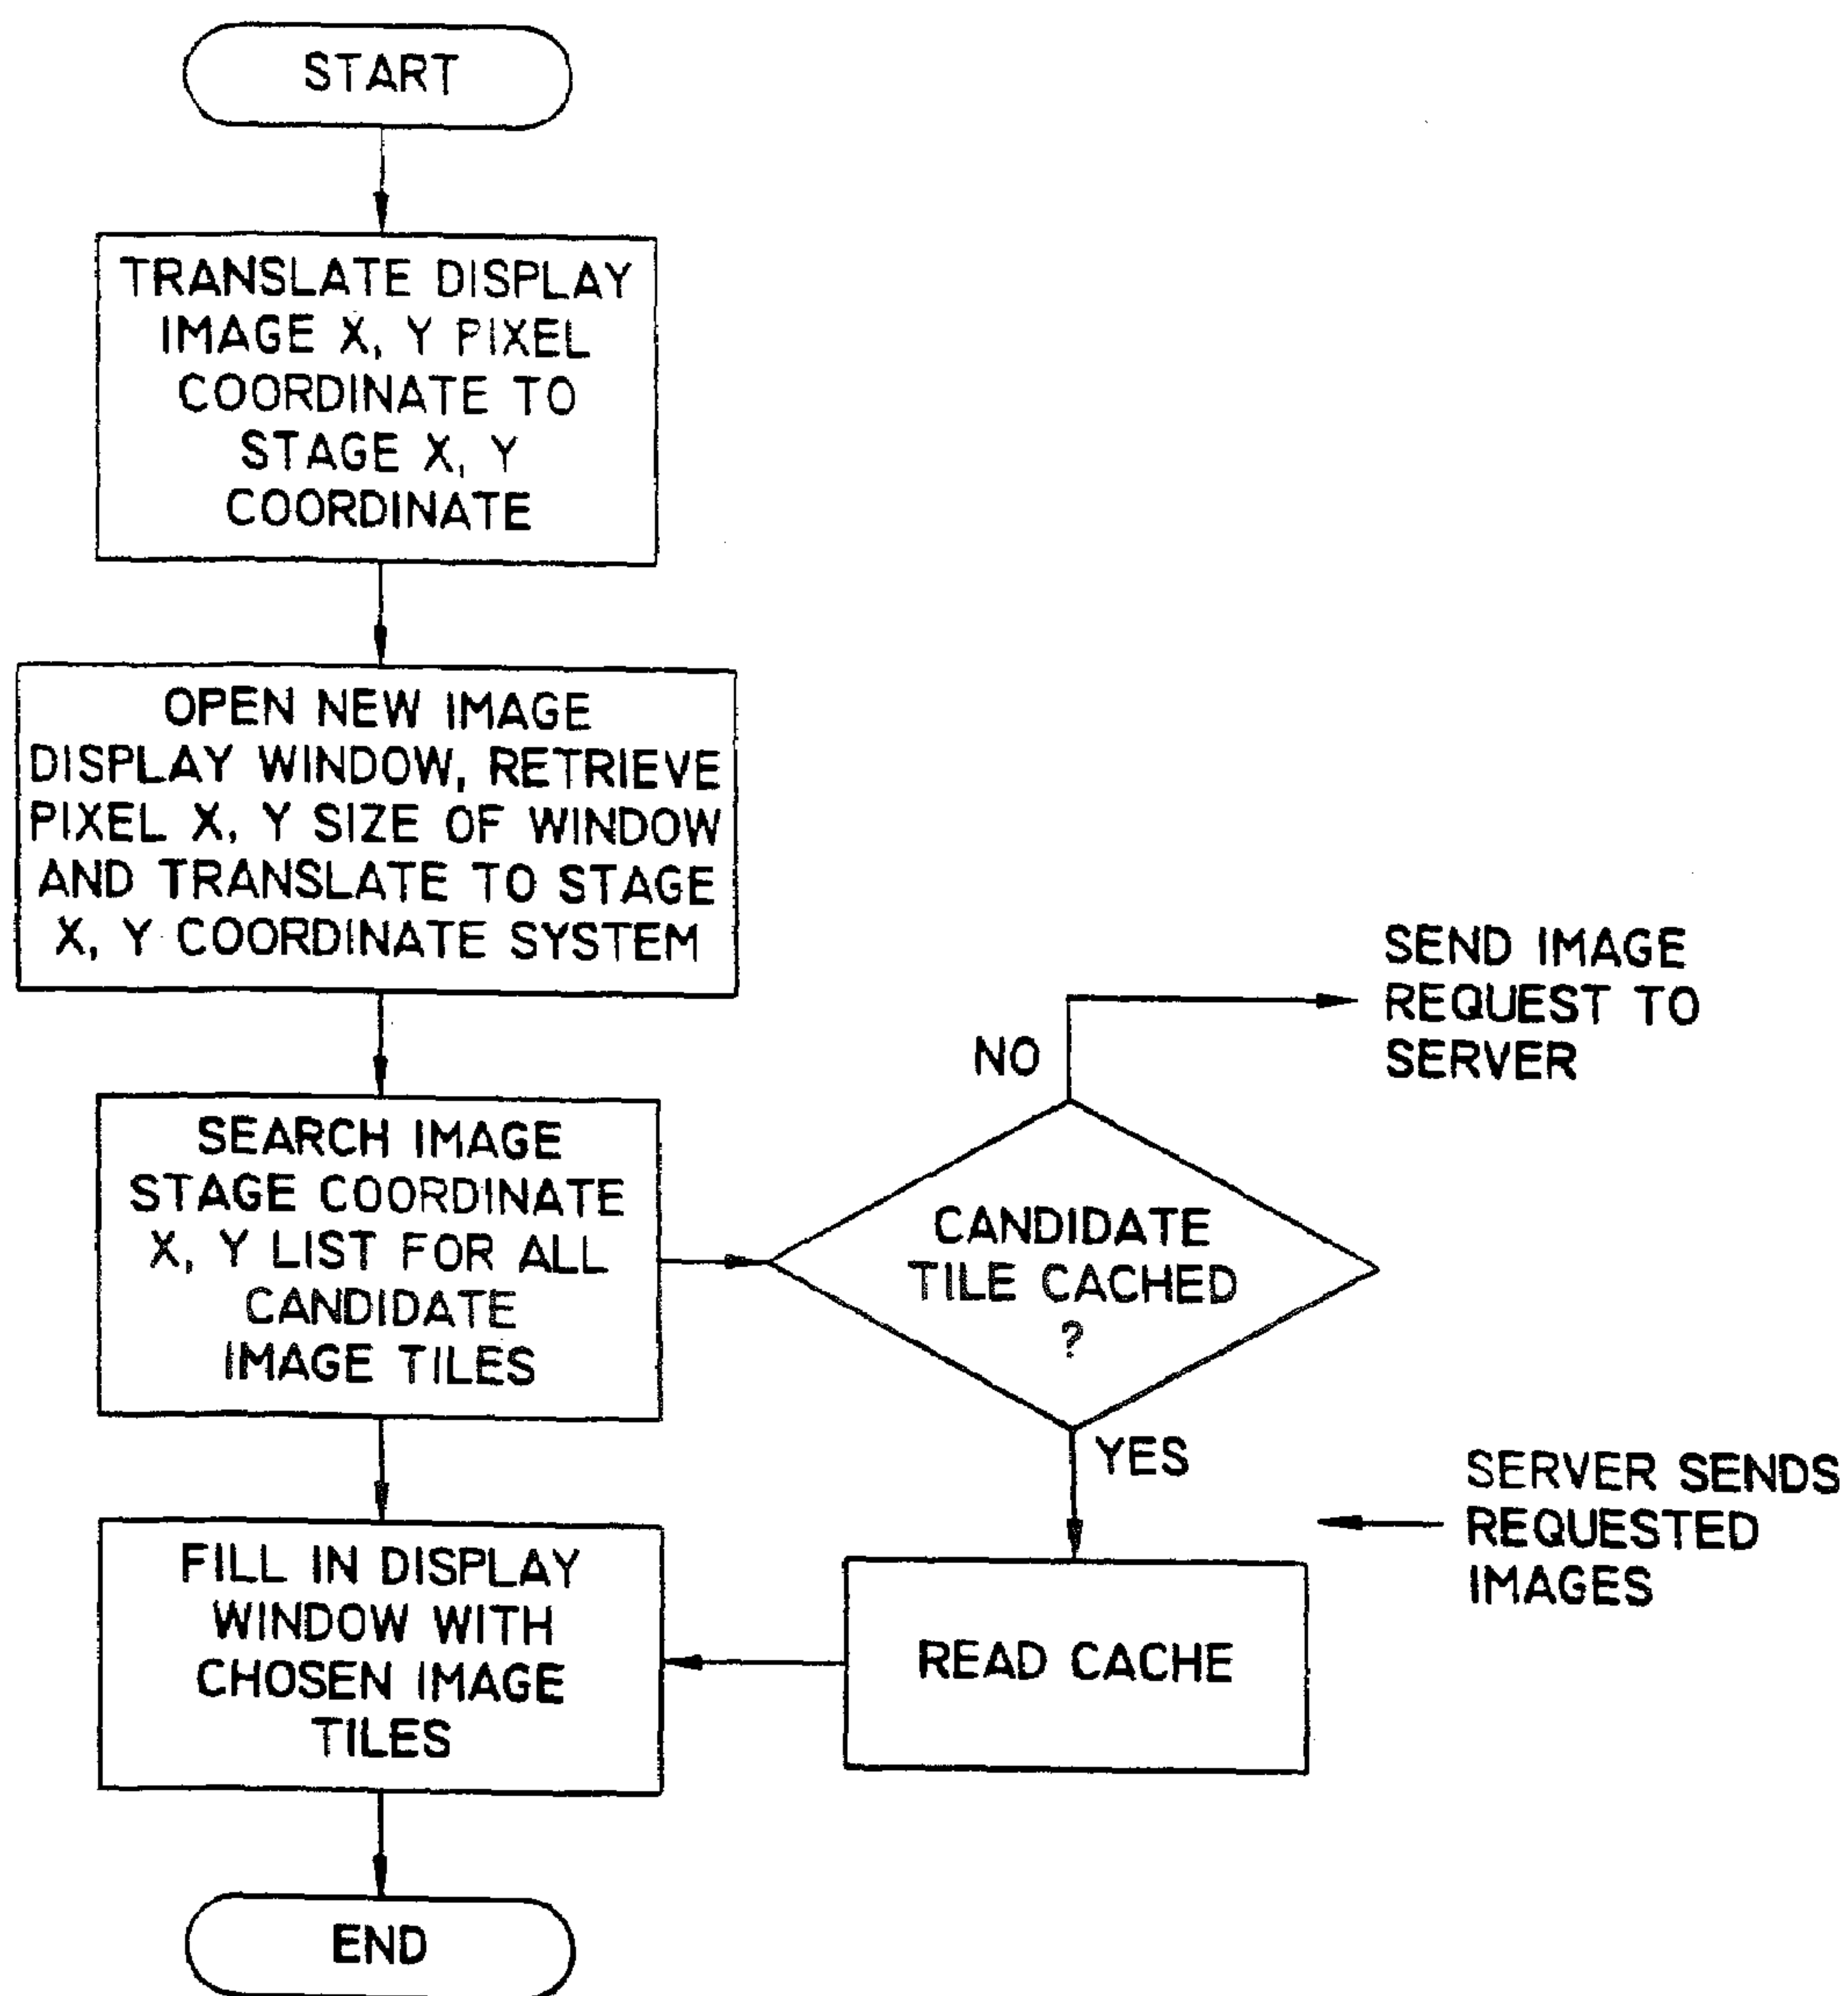 START
TRANSLATE DISPLAY
IMAGE X, Y PIXEL
COORDINATE TO
STAGE X, Y
COORDINATE
OPEN NEW IMAGE
DISPLAY WINDOW, RETRIEVE
PIXEL X, Y SIZE OF WINDOW
AND TRANSLATE TO STAGE
X, Y COORDINATE SYSTEM
SEARCH IMAGE
STAGE COORDINATE
X, Y LIST FOR ALL
CANDIDATE
IMAGE TILES
CANDIDATE
TILE CACHED
?
NO
SEND IMAGE
REQUEST TO
SERVER
YES
SERVER SENDS
REQUESTED
IMAGES
READ CACHE
FILL IN DISPLAY
WINDOW WITH
CHOSEN IMAGE
TILES
END